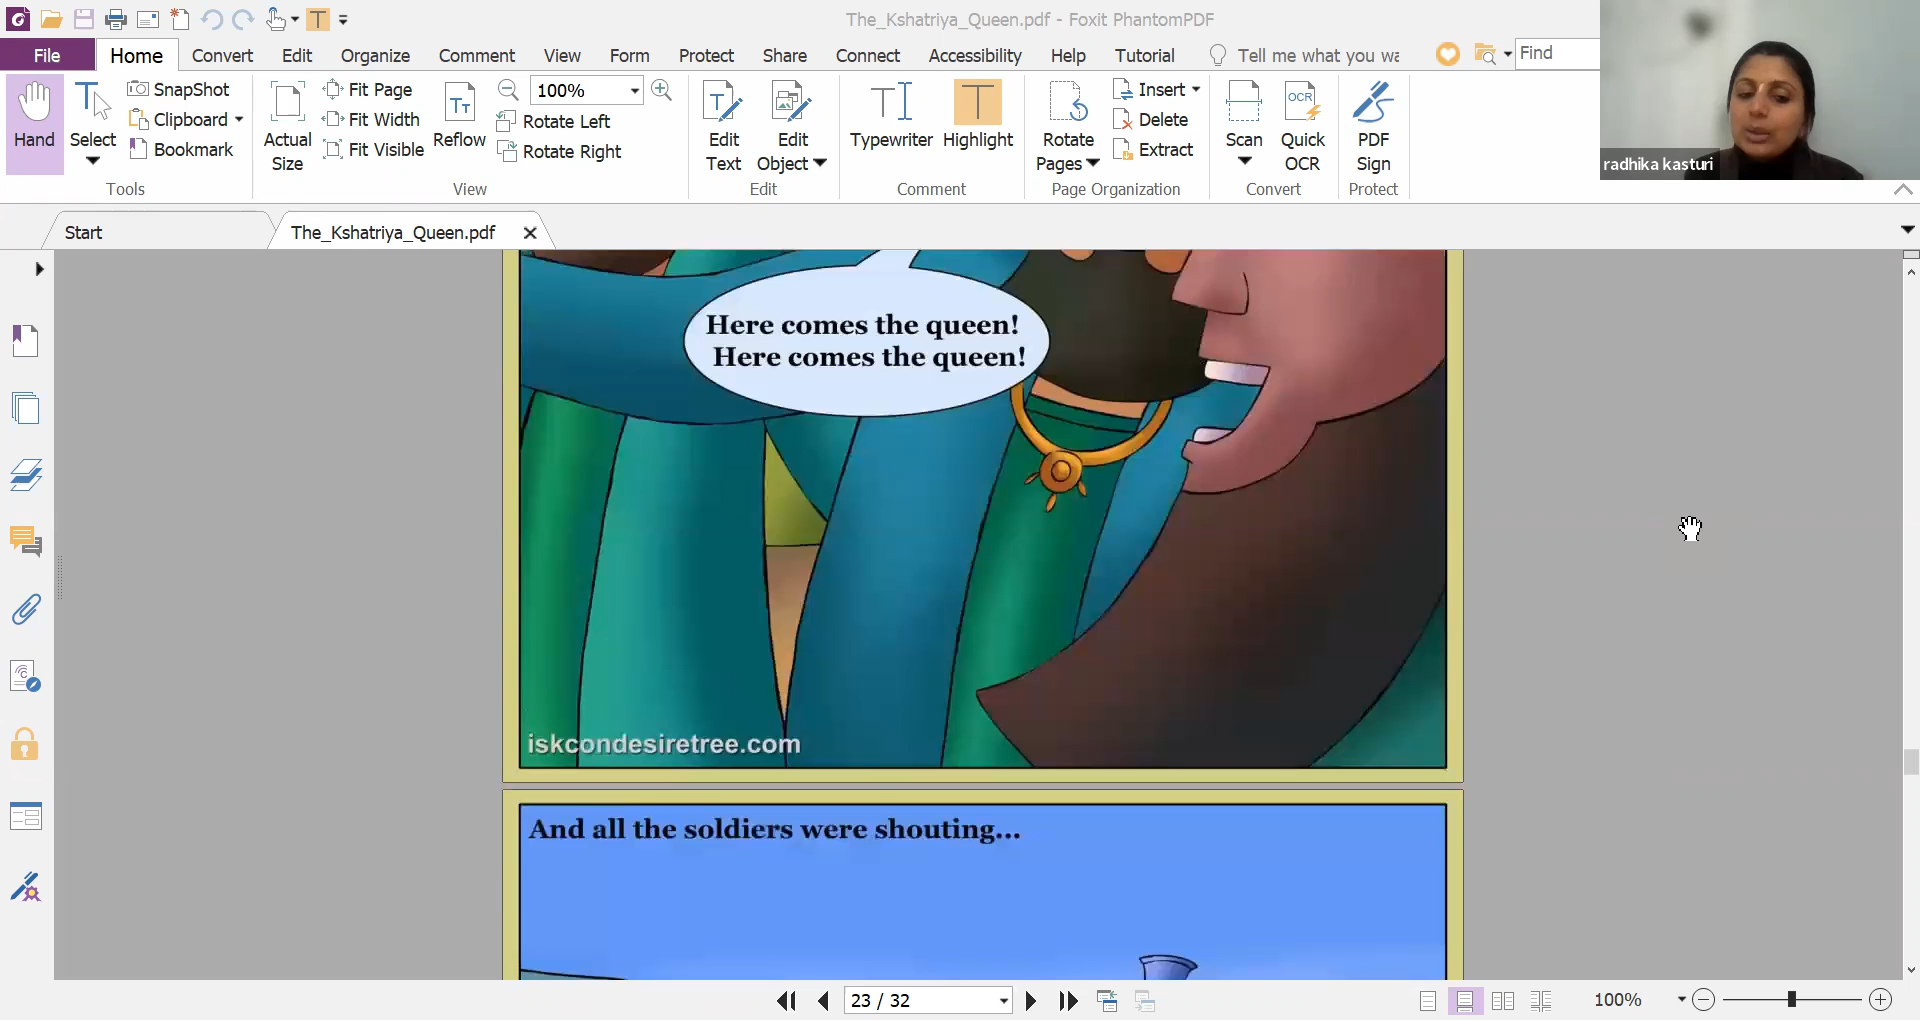 The_Kshatriya_Queen.pdf - Foxit PhantomPDF
File Home Convert Edit Organize Comment View Form Protect Share Connect Accessibility Help Tutorial Tell me what you wa Find
Hand
Select
SnapShot
Clipboard
Bookmark
Tools
Actual
Size
Fit Page
Fit Width
Fit Visible
Reflow
100%
Rotate Left
Rotate Right
View
Edit
Text
Edit
Object
Edit
Typewriter
Highlight
Comment
Rotate
Pages
Insert
Delete
Extract
Page Organization
Scan
OCR
Quick
OCR
Convert
PDF
Sign
Protect
radhika kasturi
Start
The_Kshatriya_Queen.pdf
Here comes the queen!
Here comes the queen!
iskcondesiretree.com
And all the soldiers were shouting...
23 / 32
100%